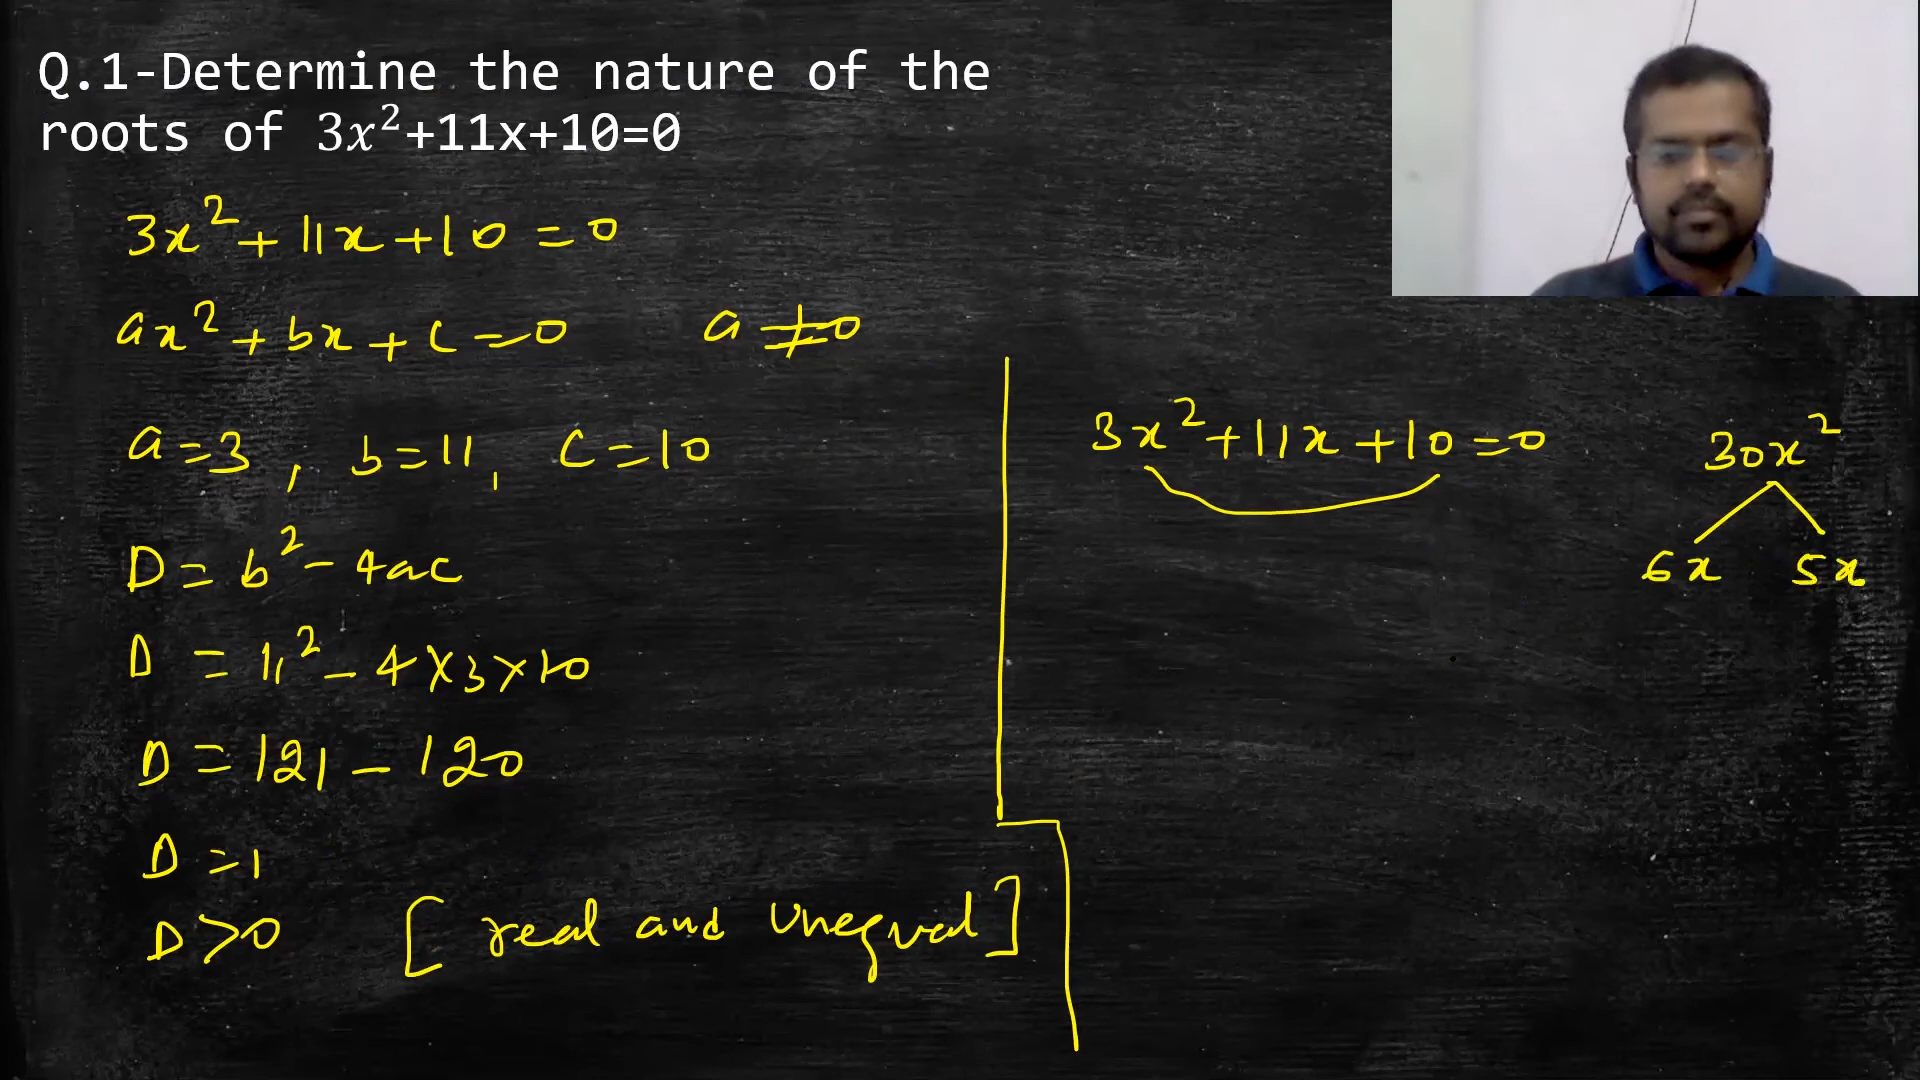 Q.1-Determine the nature of the
roots of 3x²+11x+10=0
3x² + 11x + 10 = 0
ax² + bx + c = 0 a ≠ 0
a = 3 , b = 11, c = 10
D = b² - 4ac
D = 11² - 4 × 3 × 10
D = 121 - 120
D = 1
D > 0 [ real and unequal ]
3x² + 11x + 10 = 0
30x²
6x 5x